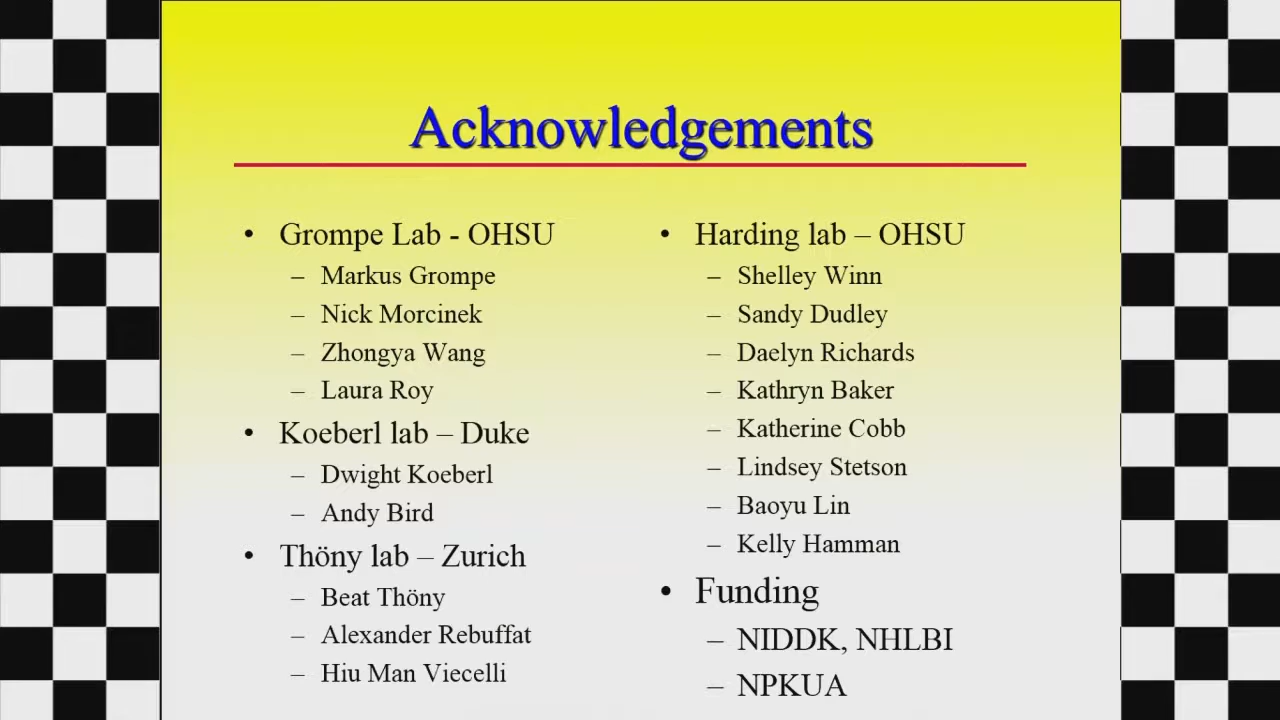 Acknowledgements
• Grompe Lab - OHSU
– Markus Grompe
– Nick Morcinek
– Zhongya Wang
– Laura Roy
• Koeberl lab – Duke
– Dwight Koeberl
– Andy Bird
• Thöny lab – Zurich
– Beat Thöny
– Alexander Rebuffat
– Hiu Man Viecelli
• Harding lab – OHSU
– Shelley Winn
– Sandy Dudley
– Daelyn Richards
– Kathryn Baker
– Katherine Cobb
– Lindsey Stetson
– Baoyu Lin
– Kelly Hamman
• Funding
– NIDDK, NHLBI
– NPKUA